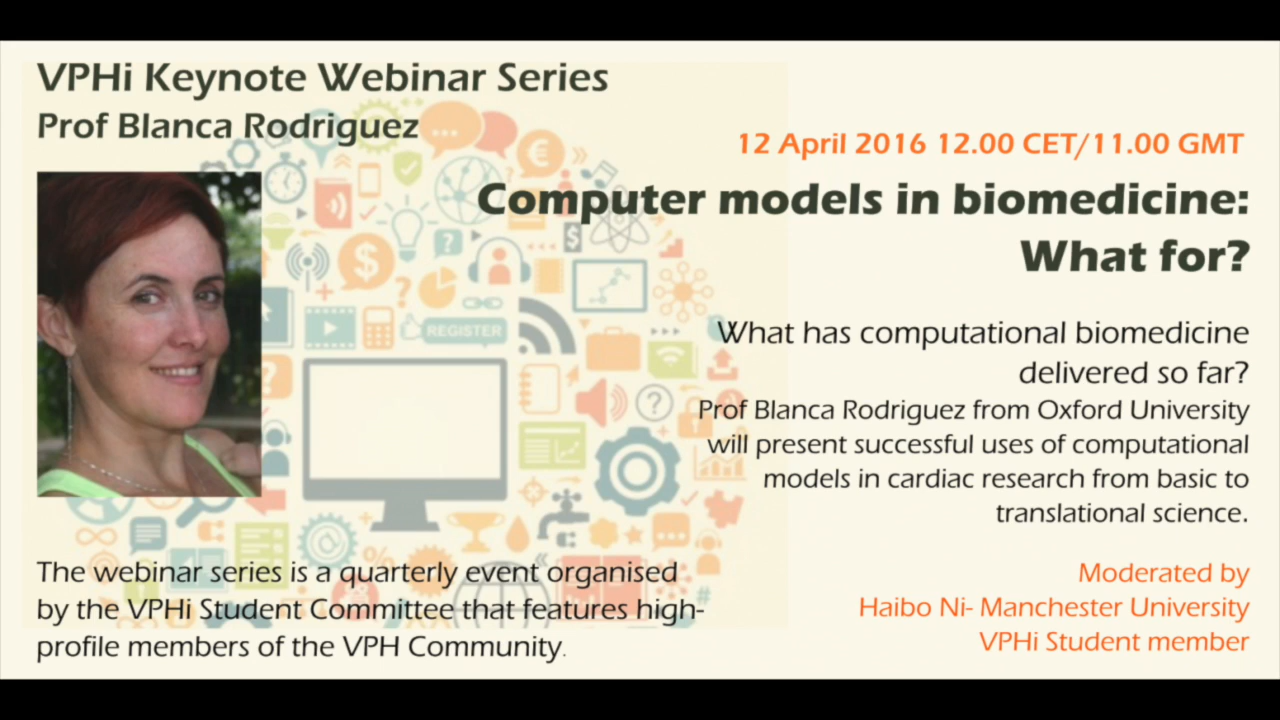 VPHi Keynote Webinar Series
Prof Blanca Rodriguez
12 April 2016 12.00 CET/11.00 GMT
Computer models in biomedicine:
What for?
REGISTER
What has computational biomedicine
delivered so far?
Prof Blanca Rodriguez from Oxford University
will present successful uses of computational
models in cardiac research from basic to
translational science.
The webinar series is a quarterly event organised
by the VPHi Student Committee that features high-
profile members of the VPH Community.
Moderated by
Haibo Ni- Manchester University
VPHi Student member